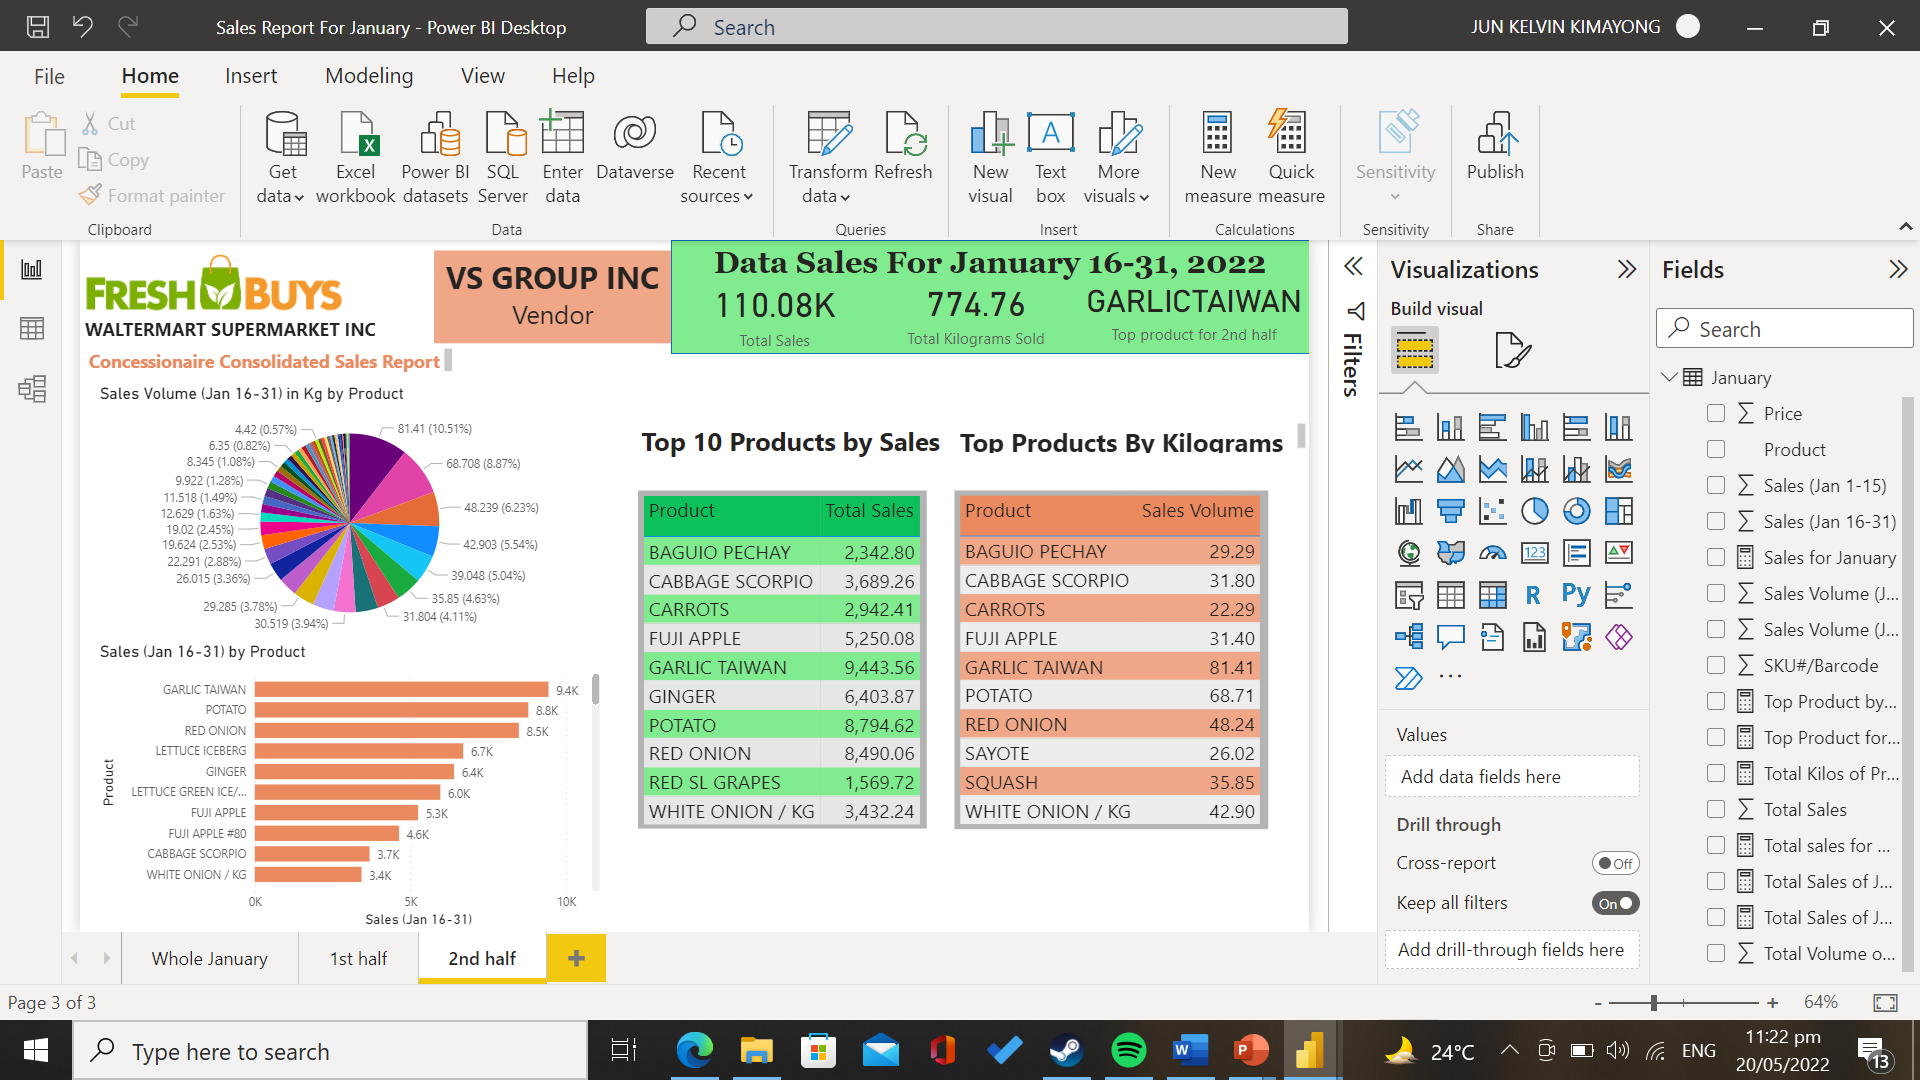 Sales Report For January - Power BI Desktop
Search
JUN KELVIN KIMAYONG
File
Home
Insert
Modeling
View
Help
Paste
Cut
Copy
Format painter
Clipboard
Get data
Excel workbook
Power BI datasets
SQL Server
Enter data
Dataverse
Recent sources
Data
Transform data
Refresh
Queries
New visual
Text box
More visuals
Insert
New measure
Quick measure
Calculations
Sensitivity
Sensitivity
Publish
Share
FRESH BUYS
WALTERMART SUPERMARKET INC
Concessionaire Consolidated Sales Report
VS GROUP INC
Vendor
Data Sales For January 16-31, 2022
110.08K
Total Sales
774.76
Total Kilograms Sold
GARLICTAIWAN
Top product for 2nd half
Sales Volume (Jan 16-31) in Kg by Product
81.41 (10.51%)
68.708 (8.87%)
48.239 (6.23%)
42.903 (5.54%)
39.048 (5.04%)
35.85 (4.63%)
31.804 (4.11%)
30.519 (3.94%)
29.285 (3.78%)
26.015 (3.36%)
22.291 (2.88%)
19.624 (2.53%)
19.02 (2.45%)
12.629 (1.63%)
11.518 (1.49%)
9.922 (1.28%)
8.345 (1.08%)
6.35 (0.82%)
4.42 (0.57%)
Sales (Jan 16-31) by Product
Product
GARLIC TAIWAN 9.4K
POTATO 8.8K
RED ONION 8.5K
LETTUCE ICEBERG 6.7K
GINGER 6.4K
LETTUCE GREEN ICE/... 6.0K
FUJI APPLE 5.3K
FUJI APPLE #80 4.6K
CABBAGE SCORPIO 3.7K
WHITE ONION / KG 3.4K
0K 5K 10K
Sales (Jan 16-31)
Top 10 Products by Sales
Product Total Sales
BAGUIO PECHAY 2,342.80
CABBAGE SCORPIO 3,689.26
CARROTS 2,942.41
FUJI APPLE 5,250.08
GARLIC TAIWAN 9,443.56
GINGER 6,403.87
POTATO 8,794.62
RED ONION 8,490.06
RED SL GRAPES 1,569.72
WHITE ONION / KG 3,432.24
Top Products By Kilograms
Product Sales Volume
BAGUIO PECHAY 29.29
CABBAGE SCORPIO 31.80
CARROTS 22.29
FUJI APPLE 31.40
GARLIC TAIWAN 81.41
POTATO 68.71
RED ONION 48.24
SAYOTE 26.02
SQUASH 35.85
WHITE ONION / KG 42.90
Filters
Visualizations
Build visual
123
R
Py
...
Values
Add data fields here
Drill through
Cross-report
Off
Keep all filters
On
Add drill-through fields here
Fields
Search
January
Price
Product
Sales (Jan 1-15)
Sales (Jan 16-31)
Sales for January
Sales Volume (J...
Sales Volume (J...
SKU#/Barcode
Top Product by...
Top Product for...
Total Kilos of Pr...
Total Sales
Total sales for ...
Total Sales of J...
Total Sales of J...
Total Volume o...
Whole January
1st half
2nd half
+
Page 3 of 3
- + 64%
Type here to search
24°C
ENG
11:22 pm
20/05/2022
13